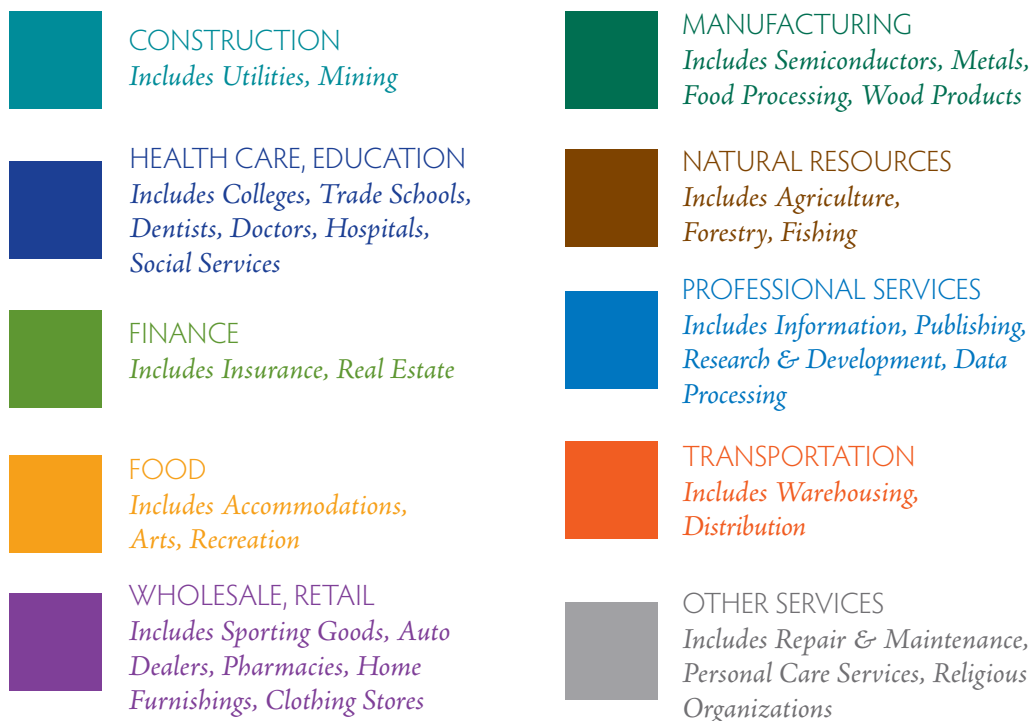 CONSTRUCTION
Includes Utilities, Mining
HEALTH CARE, EDUCATION
Includes Colleges, Trade Schools,
Dentists, Doctors, Hospitals,
Social Services
FINANCE
Includes Insurance, Real Estate
FOOD
Includes Accommodations,
Arts, Recreation
WHOLESALE, RETAIL
Includes Sporting Goods, Auto
Dealers, Pharmacies, Home
Furnishings, Clothing Stores
MANUFACTURING
Includes Semiconductors, Metals,
Food Processing, Wood Products
NATURAL RESOURCES
Includes Agriculture,
Forestry, Fishing
PROFESSIONAL SERVICES
Includes Information, Publishing,
Research & Development, Data
Processing
TRANSPORTATION
Includes Warehousing,
Distribution
OTHER SERVICES
Includes Repair & Maintenance,
Personal Care Services, Religious
Organizations